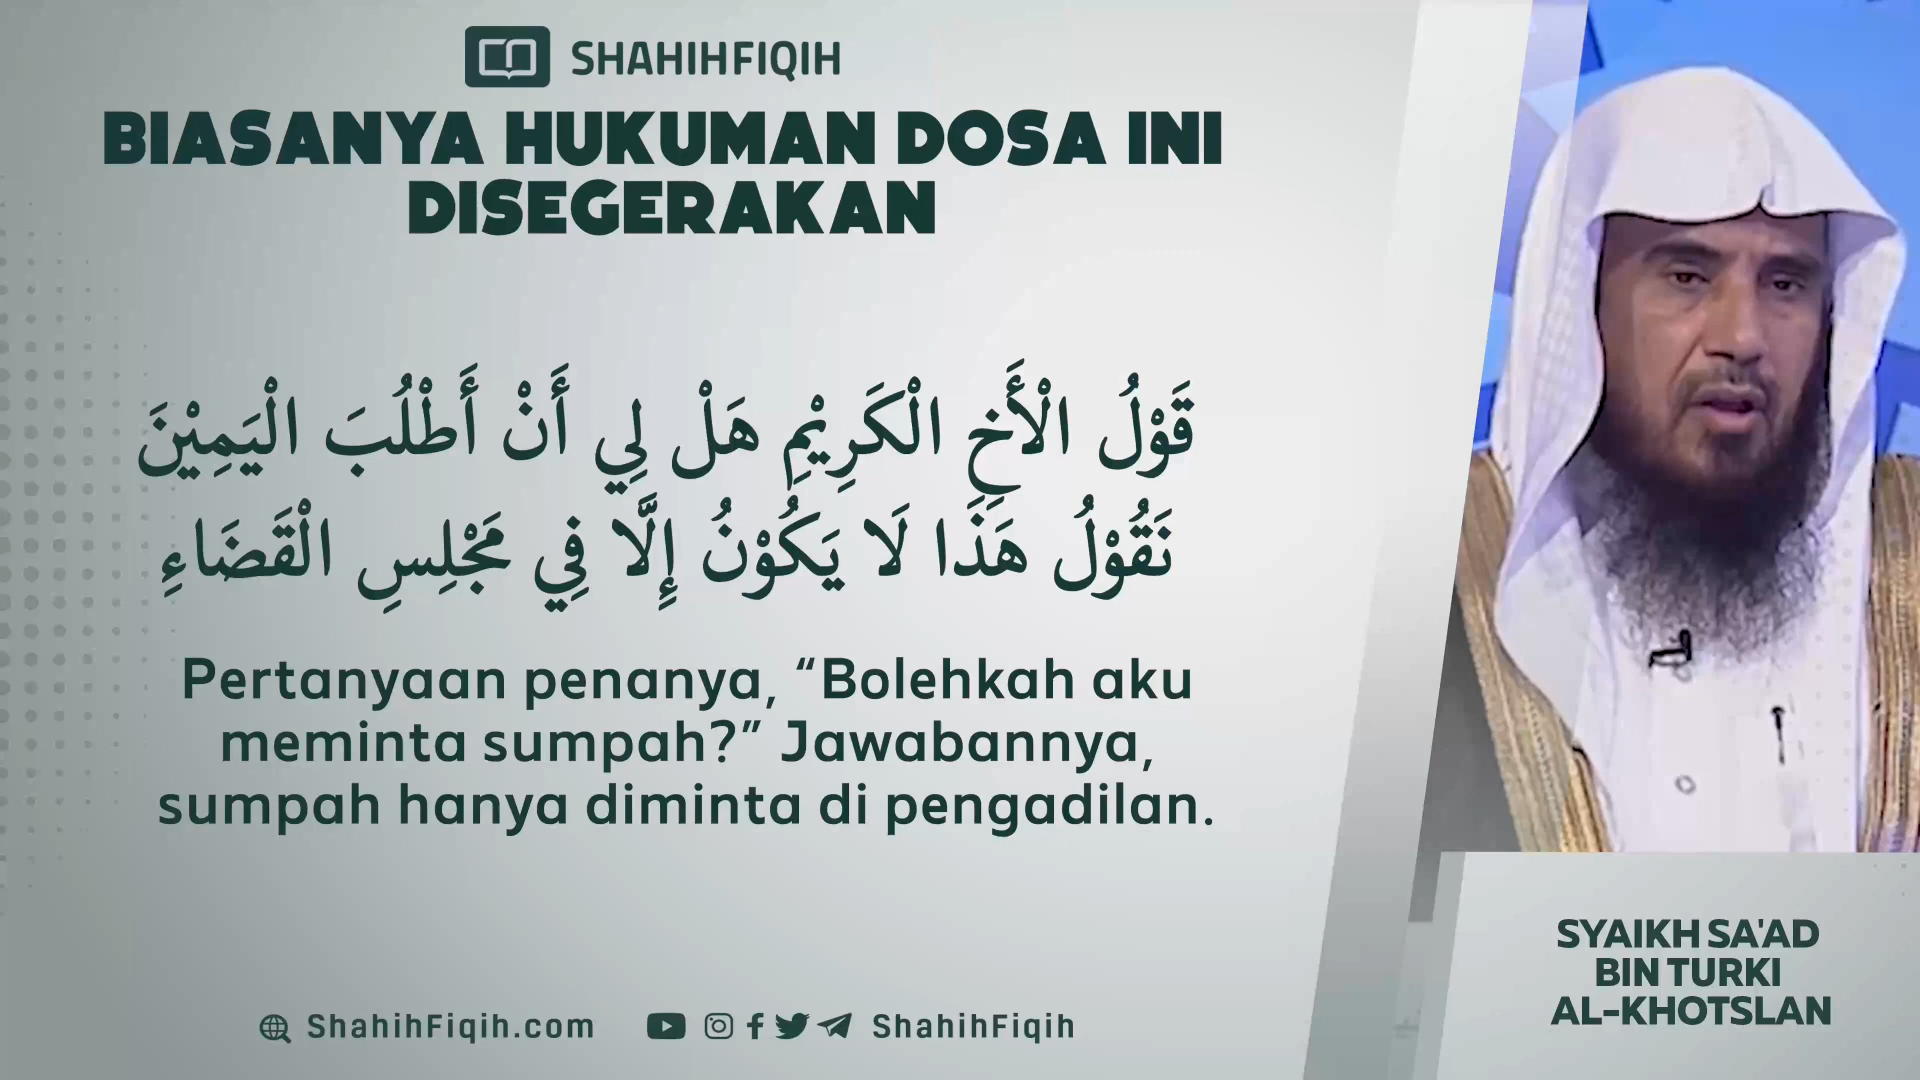 SHAHIHFIQIH
BIASANYA HUKUMAN DOSA INI
DISEGERAKAN
قَوْلُ الْأَخِ الْكَرِيْمِ هَلْ لِي أَنْ أَطْلُبَ الْيَمِيْنَ
نَقُوْلُ هَذَا لَا يَكُوْنُ إِلَّا فِي مَجْلِسِ الْقَضَاءِ
Pertanyaan penanya, “Bolehkah aku
meminta sumpah?” Jawabannya,
sumpah hanya diminta di pengadilan.
ShahihFiqih.com ShahihFiqih
SYAIKH SA'AD
BIN TURKI
AL-KHOTSLAN